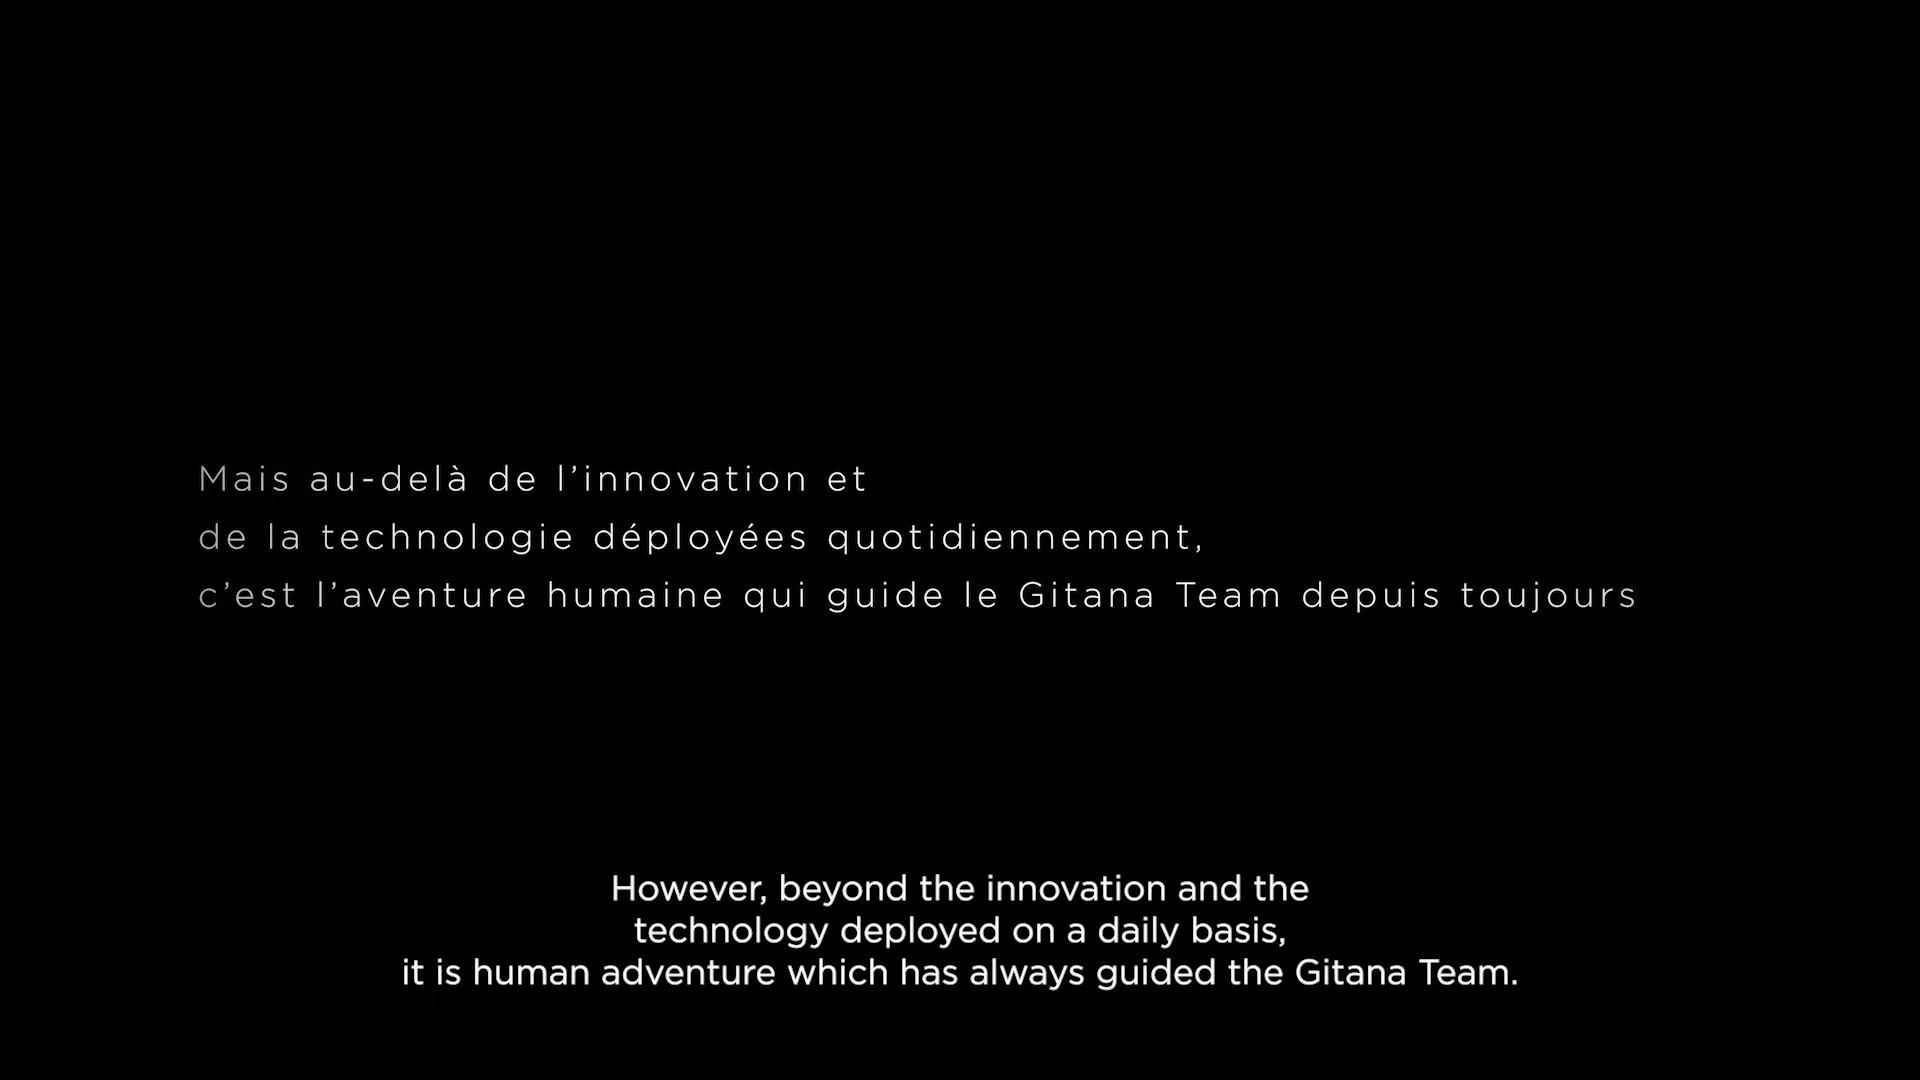 Mais au-delà de l’innovation et
de la technologie déployées quotidiennement,
c’est l’aventure humaine qui guide le Gitana Team depuis toujours
However, beyond the innovation and the
technology deployed on a daily basis,
it is human adventure which has always guided the Gitana Team.